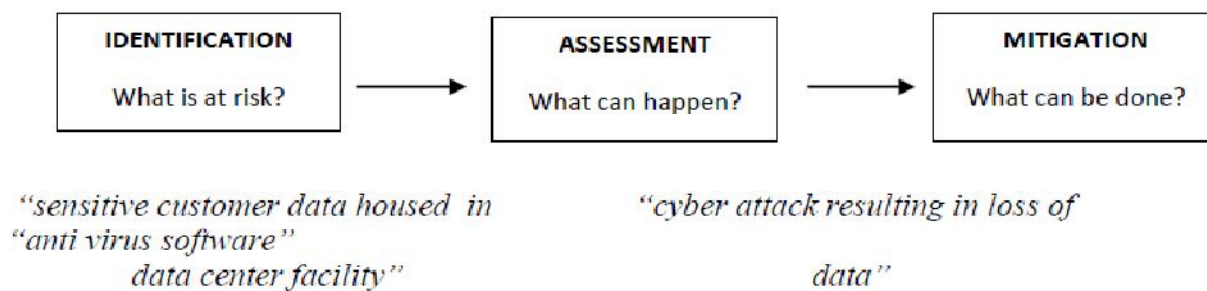 IDENTIFICATION
What is at risk?
ASSESSMENT
What can happen?
MITIGATION
What can be done?
“sensitive customer data housed in “cyber attack resulting in loss of
“anti virus software”
data center facility” data”